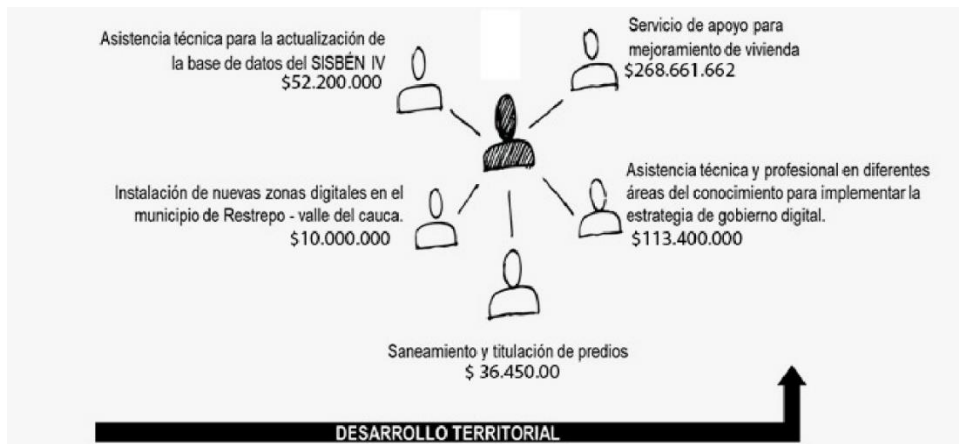 Asistencia técnica para la actualización de
la base de datos del SISBÉN IV
$52.200.000
Servicio de apoyo para
mejoramiento de vivienda
$268.661.662
Instalación de nuevas zonas digitales en el
municipio de Restrepo - valle del cauca.
$10.000.000
Asistencia técnica y profesional en diferentes
áreas del conocimiento para implementar la
estrategia de gobierno digital.
$113.400.000
Saneamiento y titulación de predios
$ 36.450.00
DESARROLLO TERRITORIAL